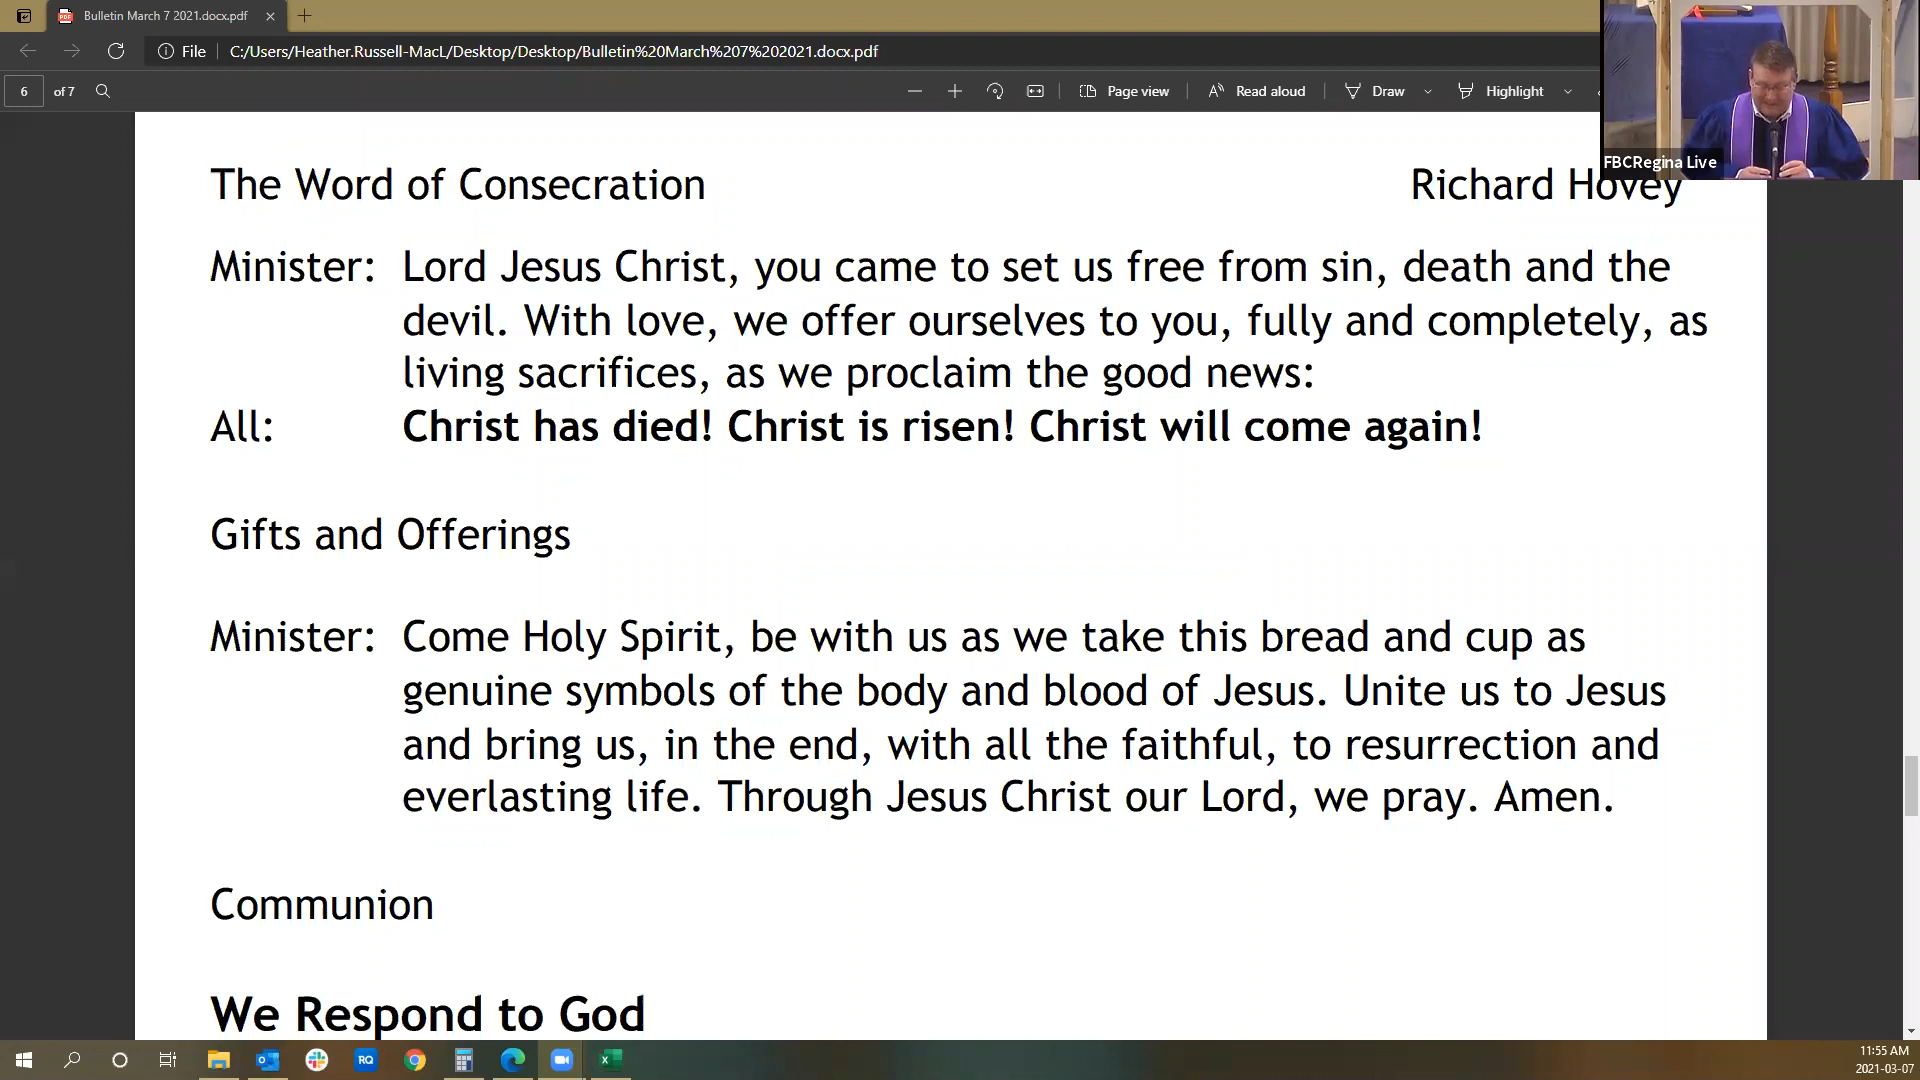 Bulletin March 7 2021.docx.pdf
File C:/Users/Heather.Russell-MacL/Desktop/Desktop/Bulletin%20March%207%202021.docx.pdf
6 of 7 Page view Read aloud Draw Highlight
FBCRegina Live
The Word of Consecration Richard Hovey
Minister: Lord Jesus Christ, you came to set us free from sin, death and the
devil. With love, we offer ourselves to you, fully and completely, as
living sacrifices, as we proclaim the good news:
All: Christ has died! Christ is risen! Christ will come again!
Gifts and Offerings
Minister: Come Holy Spirit, be with us as we take this bread and cup as
genuine symbols of the body and blood of Jesus. Unite us to Jesus
and bring us, in the end, with all the faithful, to resurrection and
everlasting life. Through Jesus Christ our Lord, we pray. Amen.
Communion
We Respond to God
RQ
11:55 AM
2021-03-07